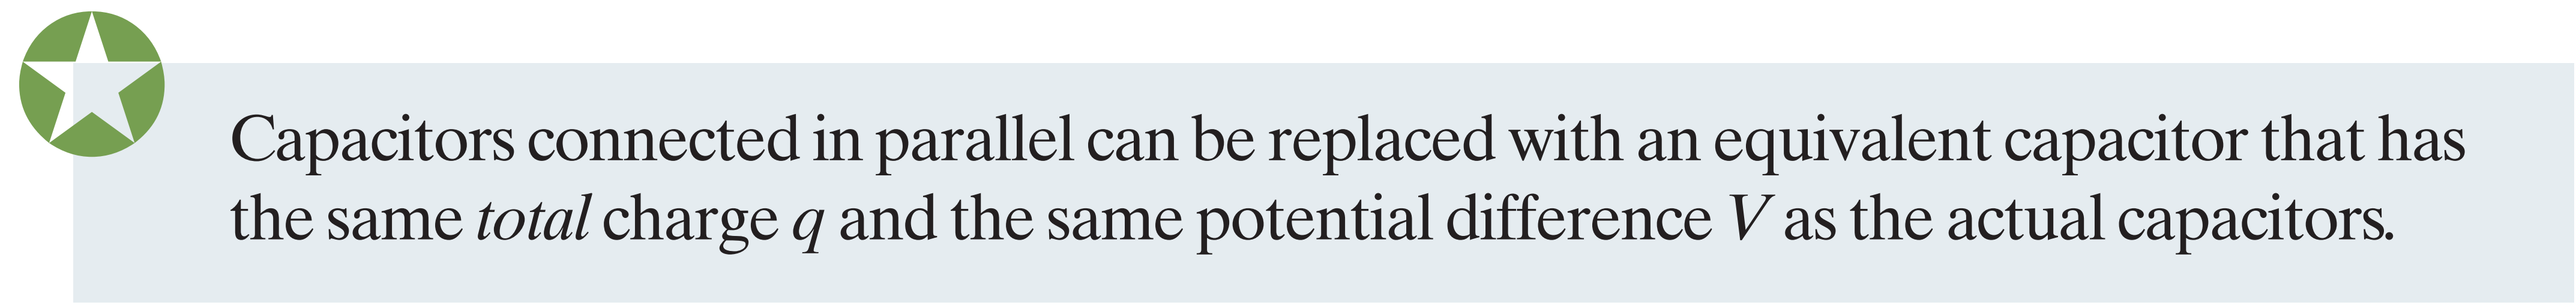 Capacitors connected in parallel can be replaced with an equivalent capacitor that has
the same total charge q and the same potential difference V as the actual capacitors.